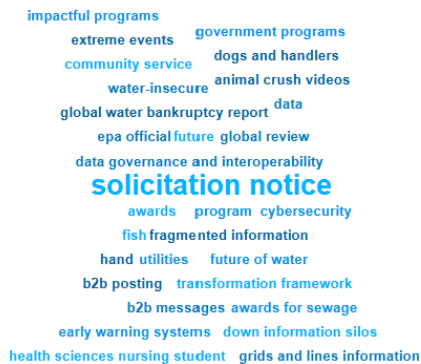 impactful programs
government programs
extreme events
dogs and handlers
community service
animal crush videos
water-insecure
data
global water bankruptcy report
epa official future global review
data governance and interoperability
solicitation notice
awards program cybersecurity
fish fragmented information
hand utilities future of water
b2b posting transformation framework
b2b messages awards for sewage
early warning systems down information silos
health sciences nursing student grids and lines information